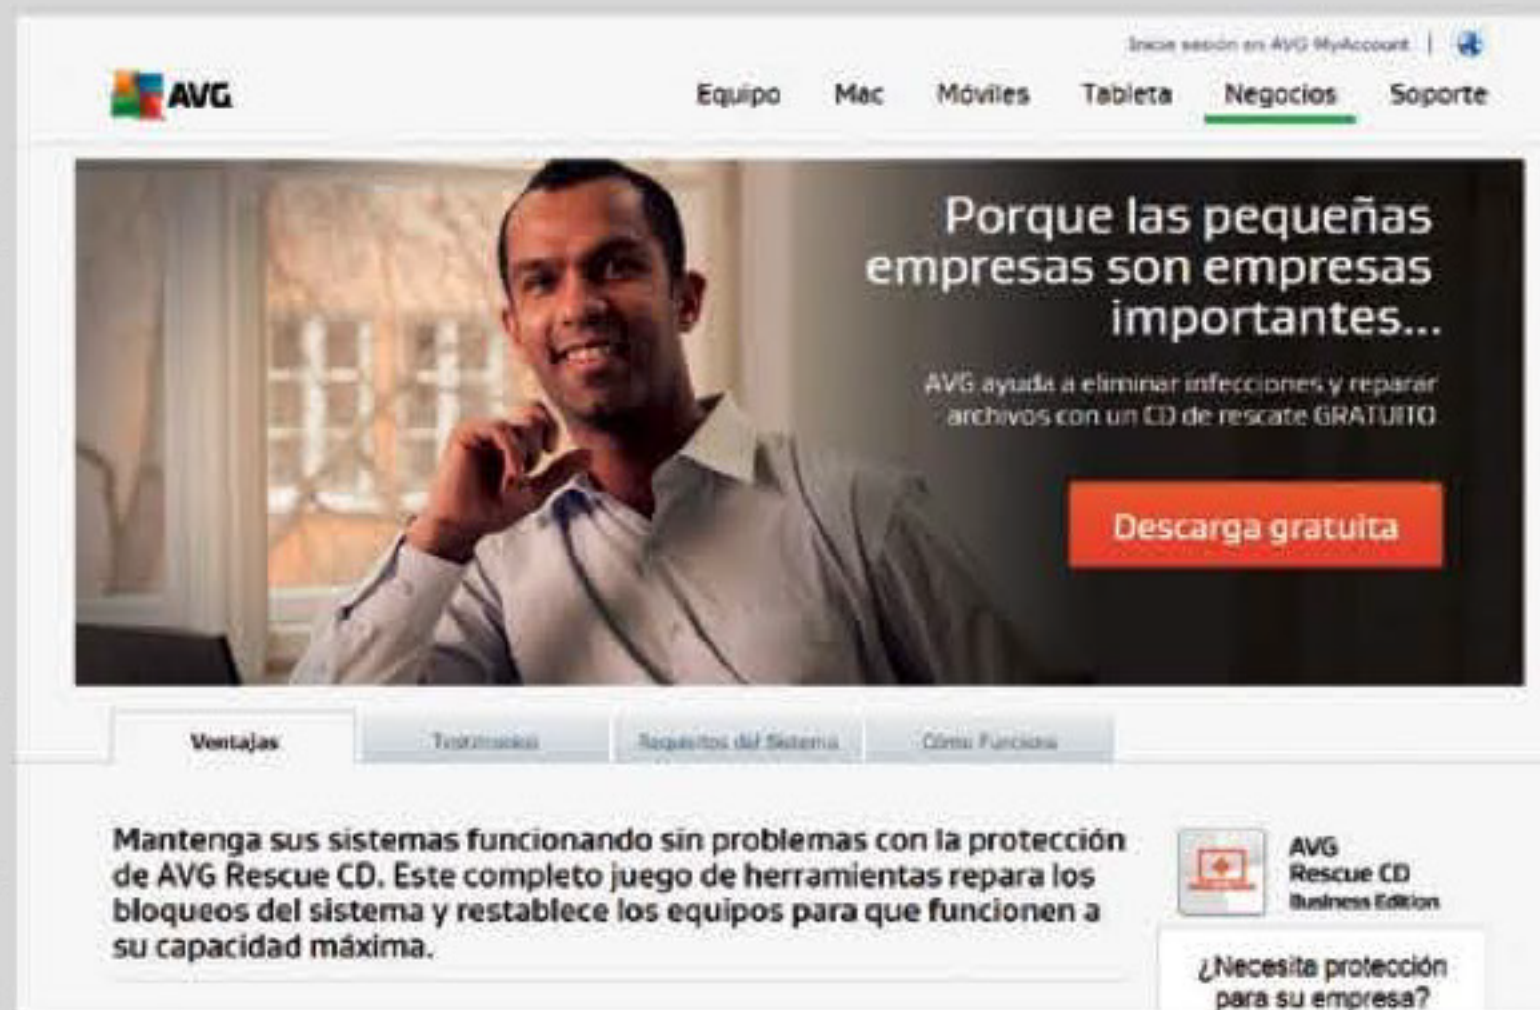 Inicie sesión en AVG MyAccount |
AVG
Equipo Mac Móviles Tableta Negocios Soporte
Porque las pequeñas
empresas son empresas
importantes...
AVG ayuda a eliminar infecciones y reparar
archivos con un CD de rescate GRATUITO
Descarga gratuita
Ventajas Requisitos del Sistema Cómo Funciona
Mantenga sus sistemas funcionando sin problemas con la protección
de AVG Rescue CD. Este completo juego de herramientas repara los
bloqueos del sistema y restablece los equipos para que funcionen a
su capacidad máxima.
AVG
Rescue CD
Business Edition
¿Necesita protección
para su empresa?